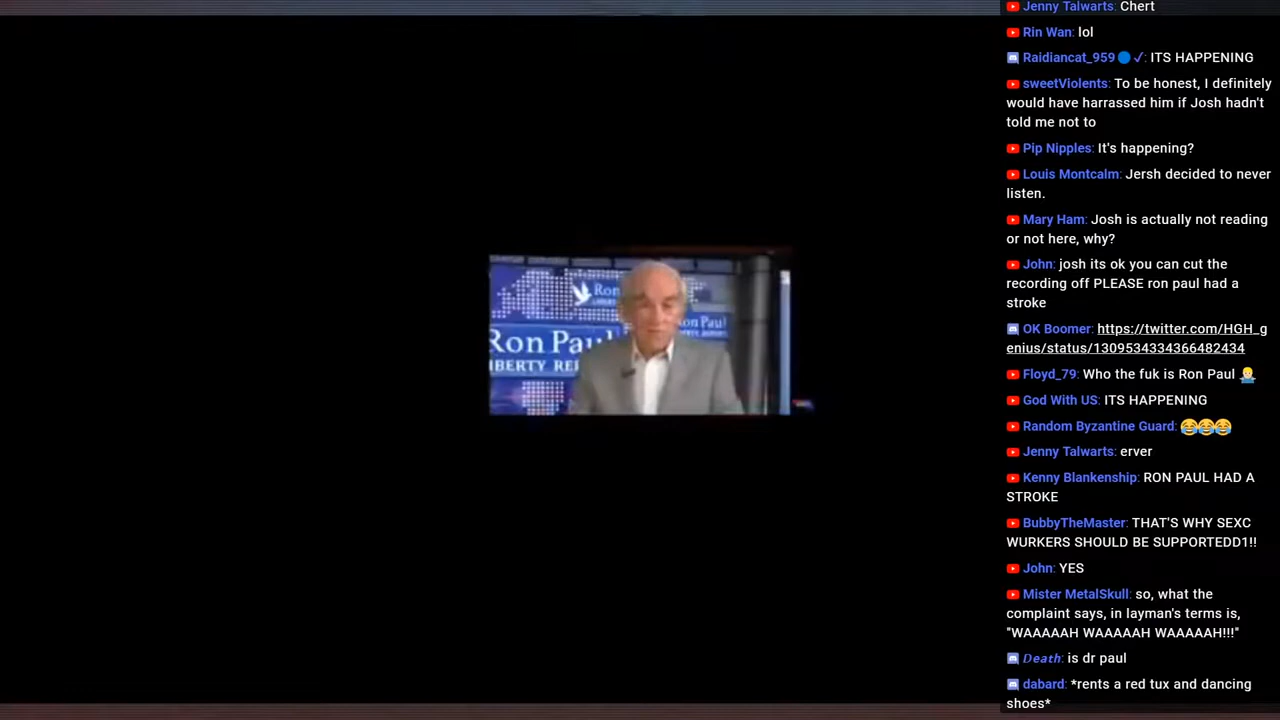 Ron
Ron Paul
LIBERTY REP
Ron Paul
Jenny Talwarts: Chert
Rin Wan: lol
Raidiancat_959🔵✓: ITS HAPPENING
sweetViolents: To be honest, I definitely
would have harrassed him if Josh hadn't
told me not to
Pip Nipples: It's happening?
Louis Montcalm: Jersh decided to never
listen.
Mary Ham: Josh is actually not reading
or not here, why?
John: josh its ok you can cut the
recording off PLEASE ron paul had a
stroke
OK Boomer: https://twitter.com/HGH_g
enius/status/1309534334366482434
Floyd_79: Who the fuk is Ron Paul 🤷🏻
God With US: ITS HAPPENING
Random Byzantine Guard: 😂😂😂
Jenny Talwarts: erver
Kenny Blankenship: RON PAUL HAD A
STROKE
BubbyTheMaster: THAT'S WHY SEXC
WURKERS SHOULD BE SUPPORTEDD1!!
John: YES
Mister MetalSkull: so, what the
complaint says, in layman's terms is,
"WAAAAAH WAAAAAH WAAAAAH!!!"
Death: is dr paul
dabard: *rents a red tux and dancing
shoes*